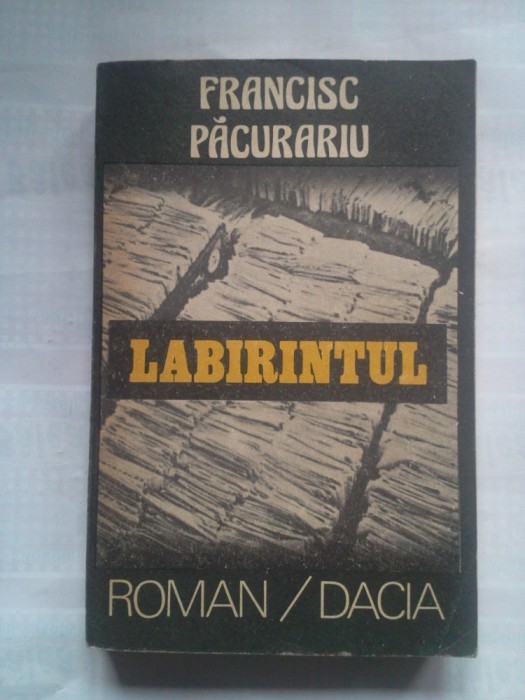 FRANCISC
PĂCURARIU
LABIRINTUL
ROMAN / DACIA